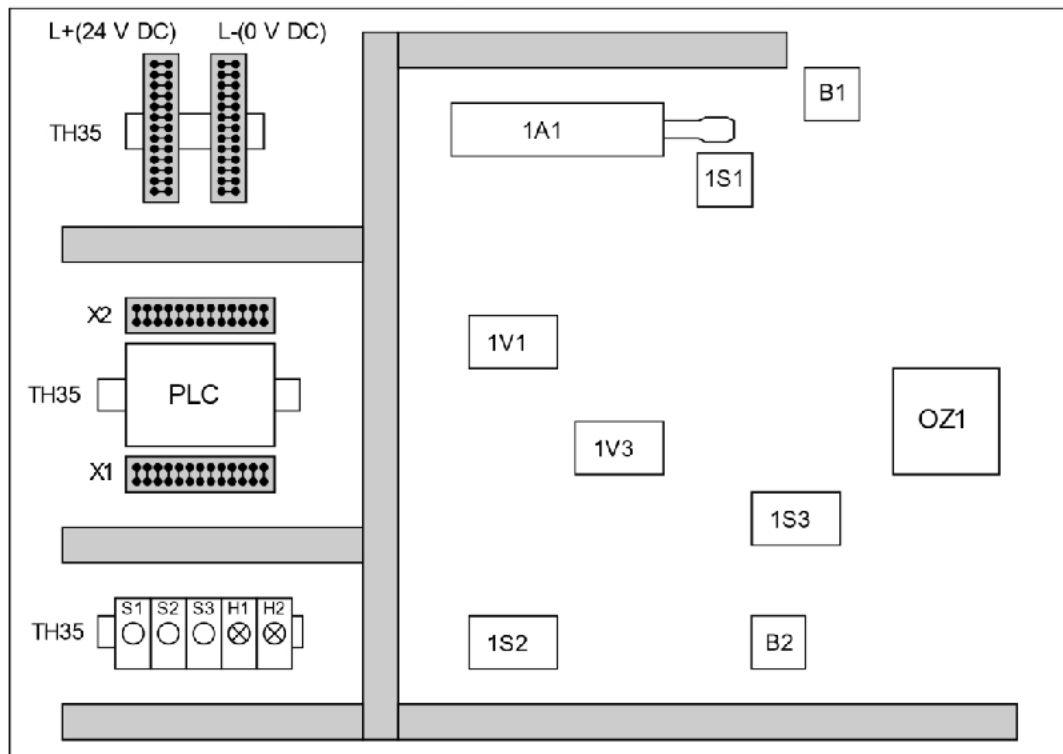 L+(24 V DC) L-(0 V DC)
B1
TH35
1A1
1S1
X2
1V1
TH35
PLC
OZ1
1V3
X1
1S3
S1 S2 S3 H1 H2
TH35
1S2
B2